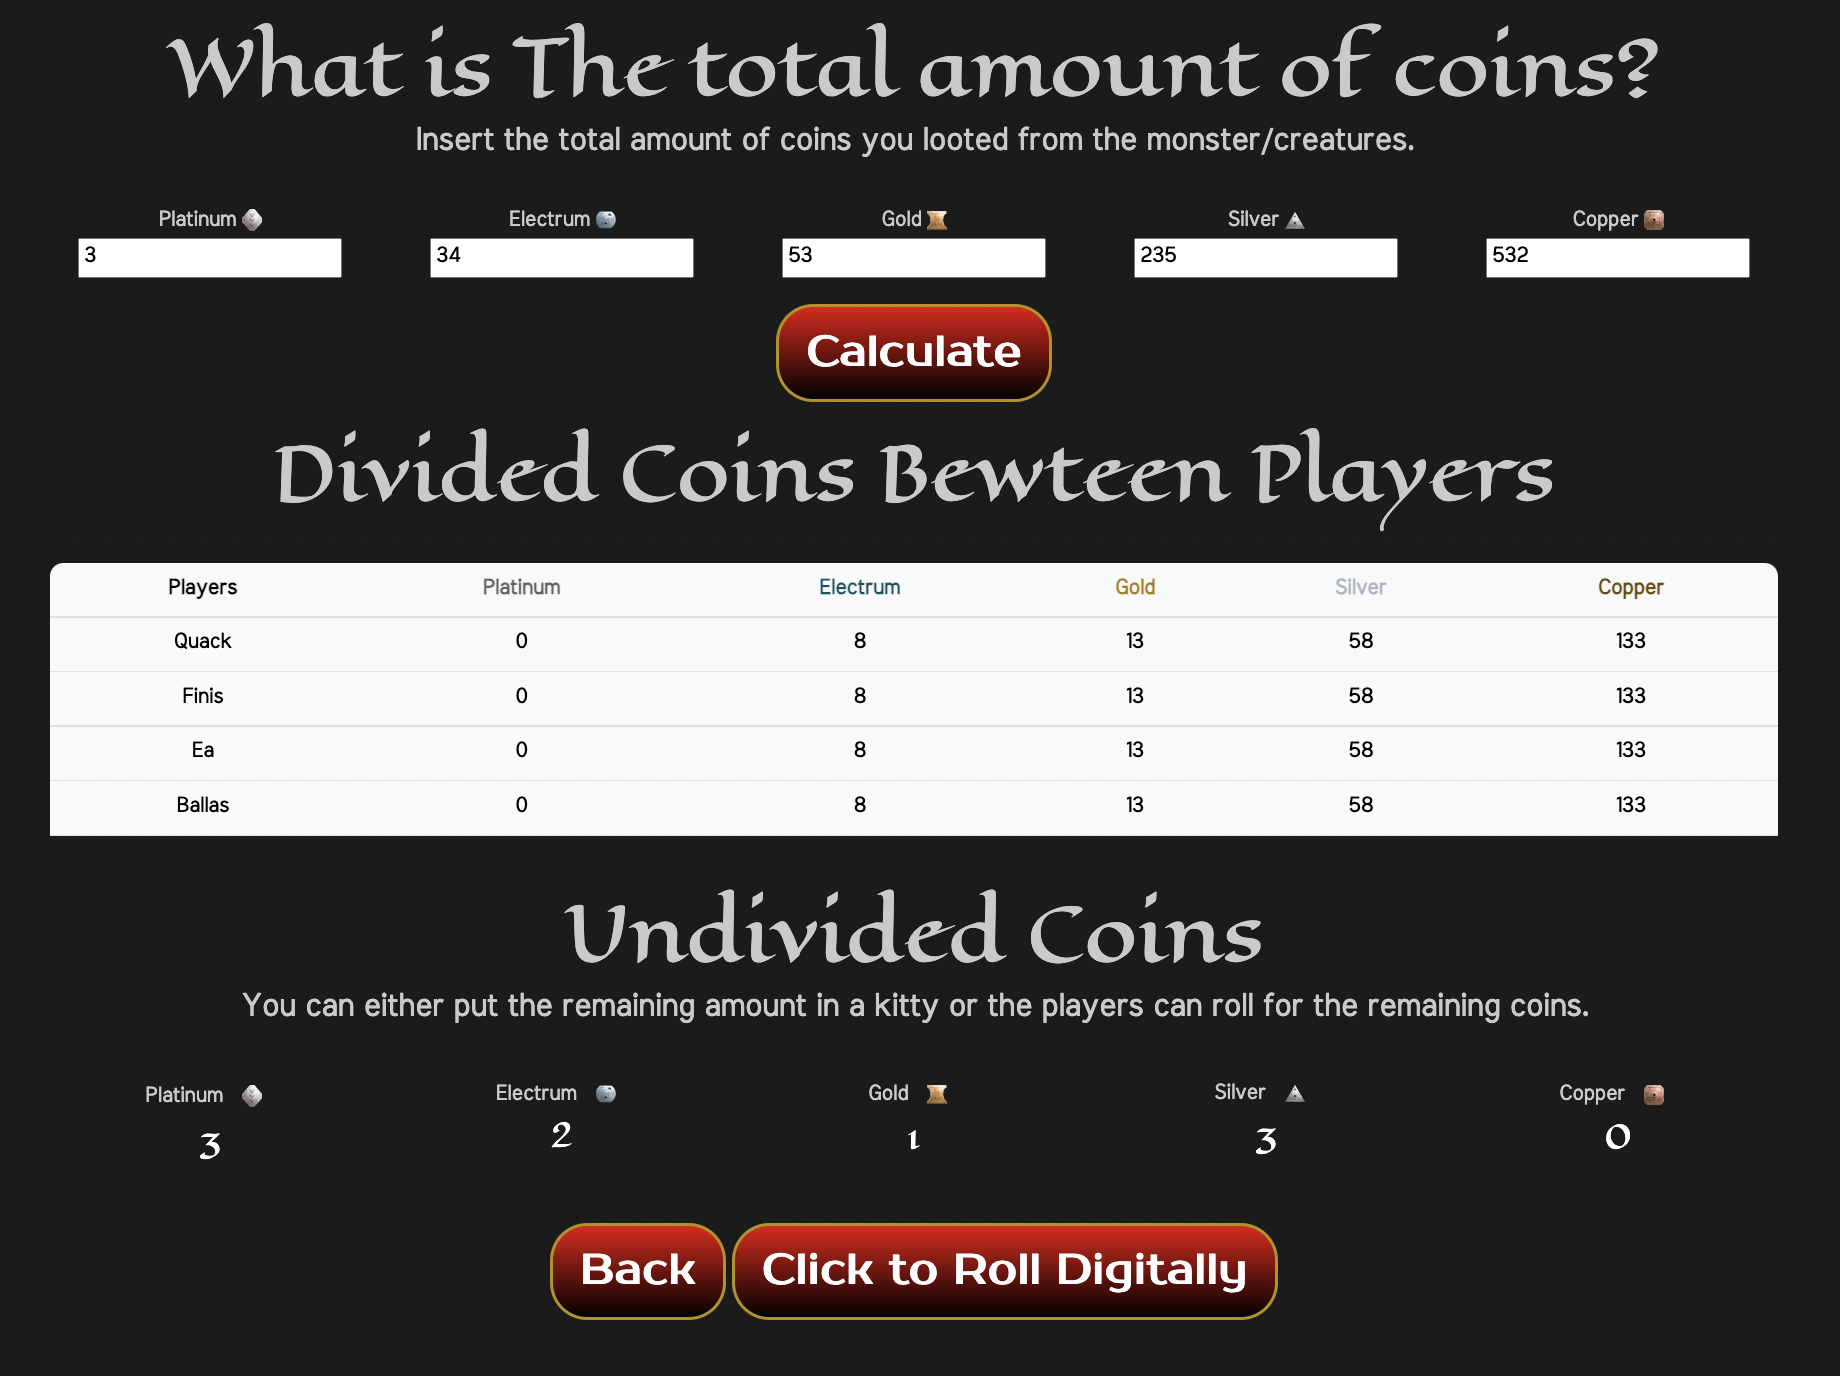 What is The total amount of coins?
Insert the total amount of coins you looted from the monster/creatures.
Platinum Electrum Gold Silver Copper
3 34 53 235 532
Calculate
Divided Coins Bewteen Players
Players Platinum Electrum Gold Silver Copper
Quack 0 8 13 58 133
Finis 0 8 13 58 133
Ea 0 8 13 58 133
Ballas 0 8 13 58 133
Undivided Coins
You can either put the remaining amount in a kitty or the players can roll for the remaining coins.
Platinum Electrum Gold Silver Copper
3 2 1 3 0
Back Click to Roll Digitally